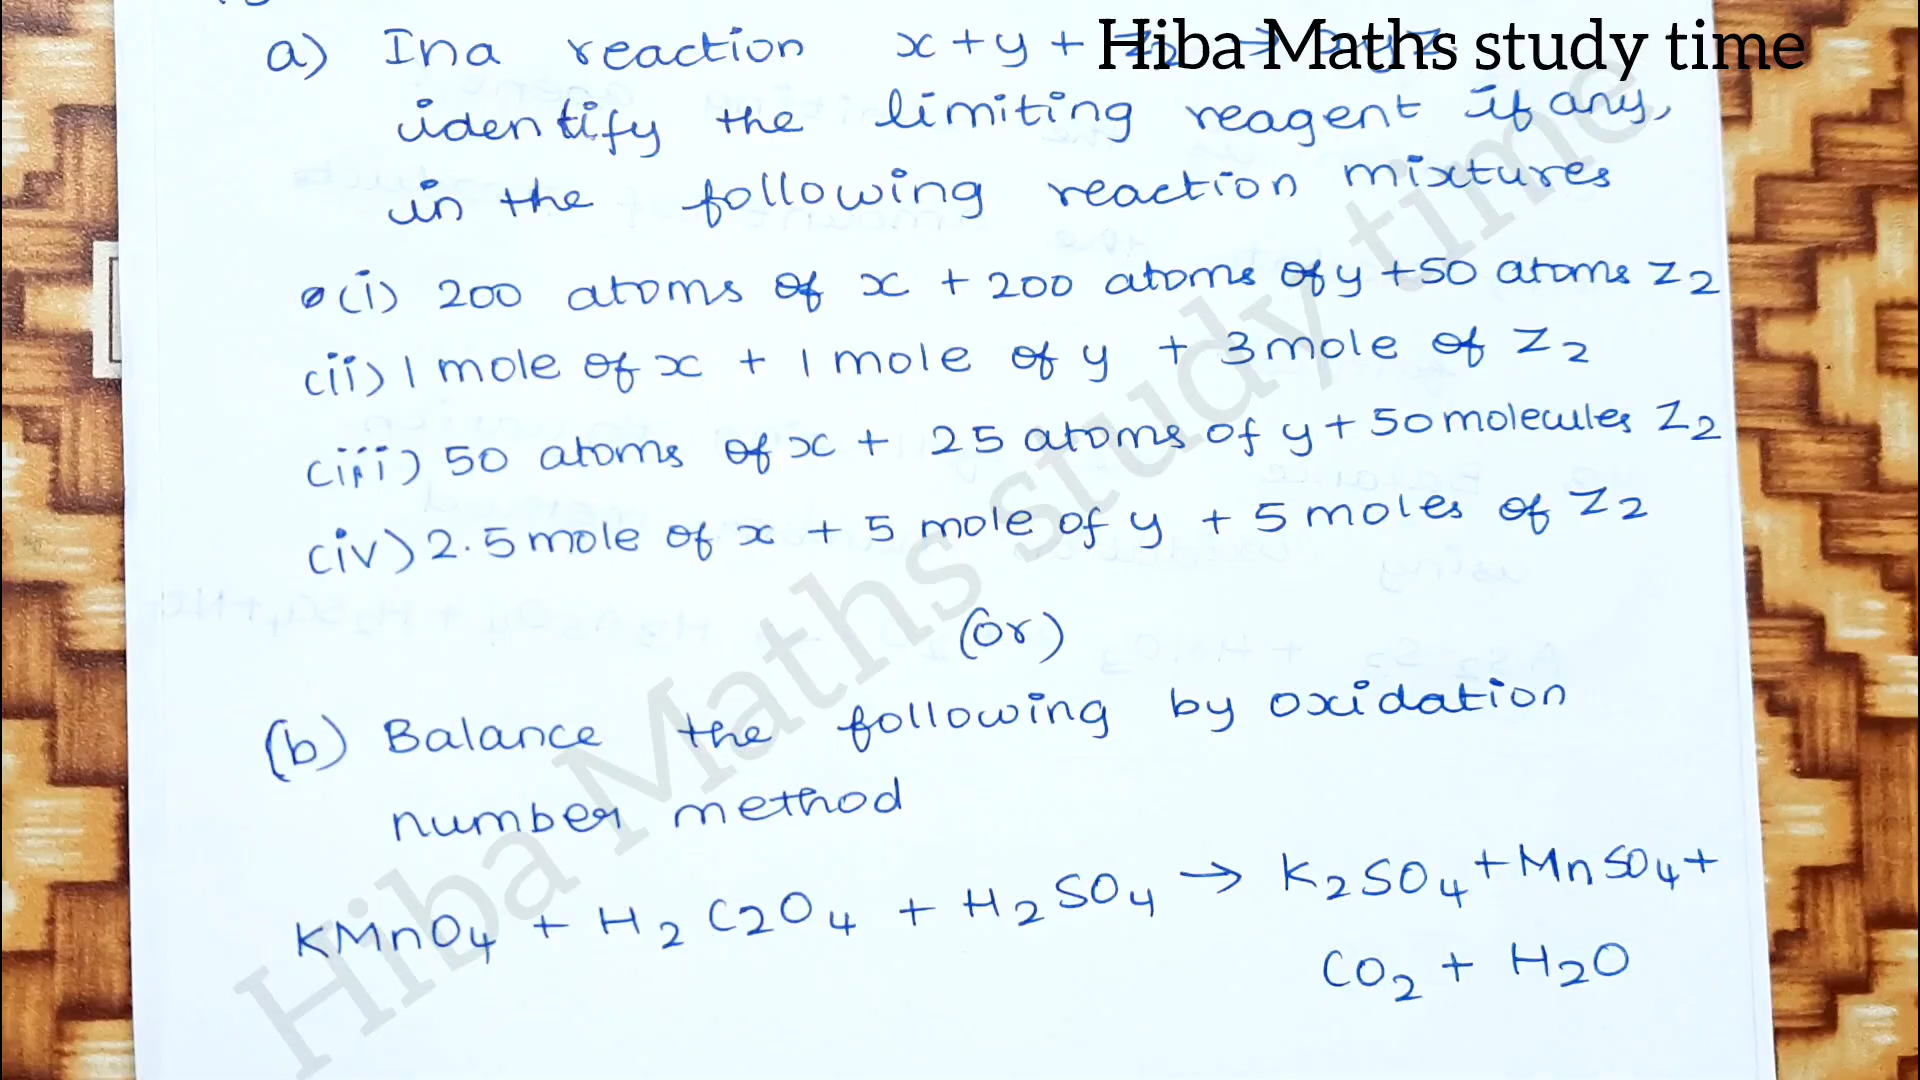 Hiba Maths study time
a) In a reaction x + y +
identify the limiting reagent if any,
in the following reaction mixtures
(i) 200 atoms of x + 200 atoms of y + 50 atoms Z2
(ii) 1 mole of x + 1 mole of y + 3 mole of Z2
(iii) 50 atoms of x + 25 atoms of y + 50 molecules Z2
(iv) 2.5 mole of x + 5 mole of y + 5 moles of Z2
(or)
(b) Balance the following by oxidation
number method
KMnO4 + H2C2O4 + H2SO4 → K2SO4 + MnSO4 +
CO2 + H2O
Hiba Maths study time